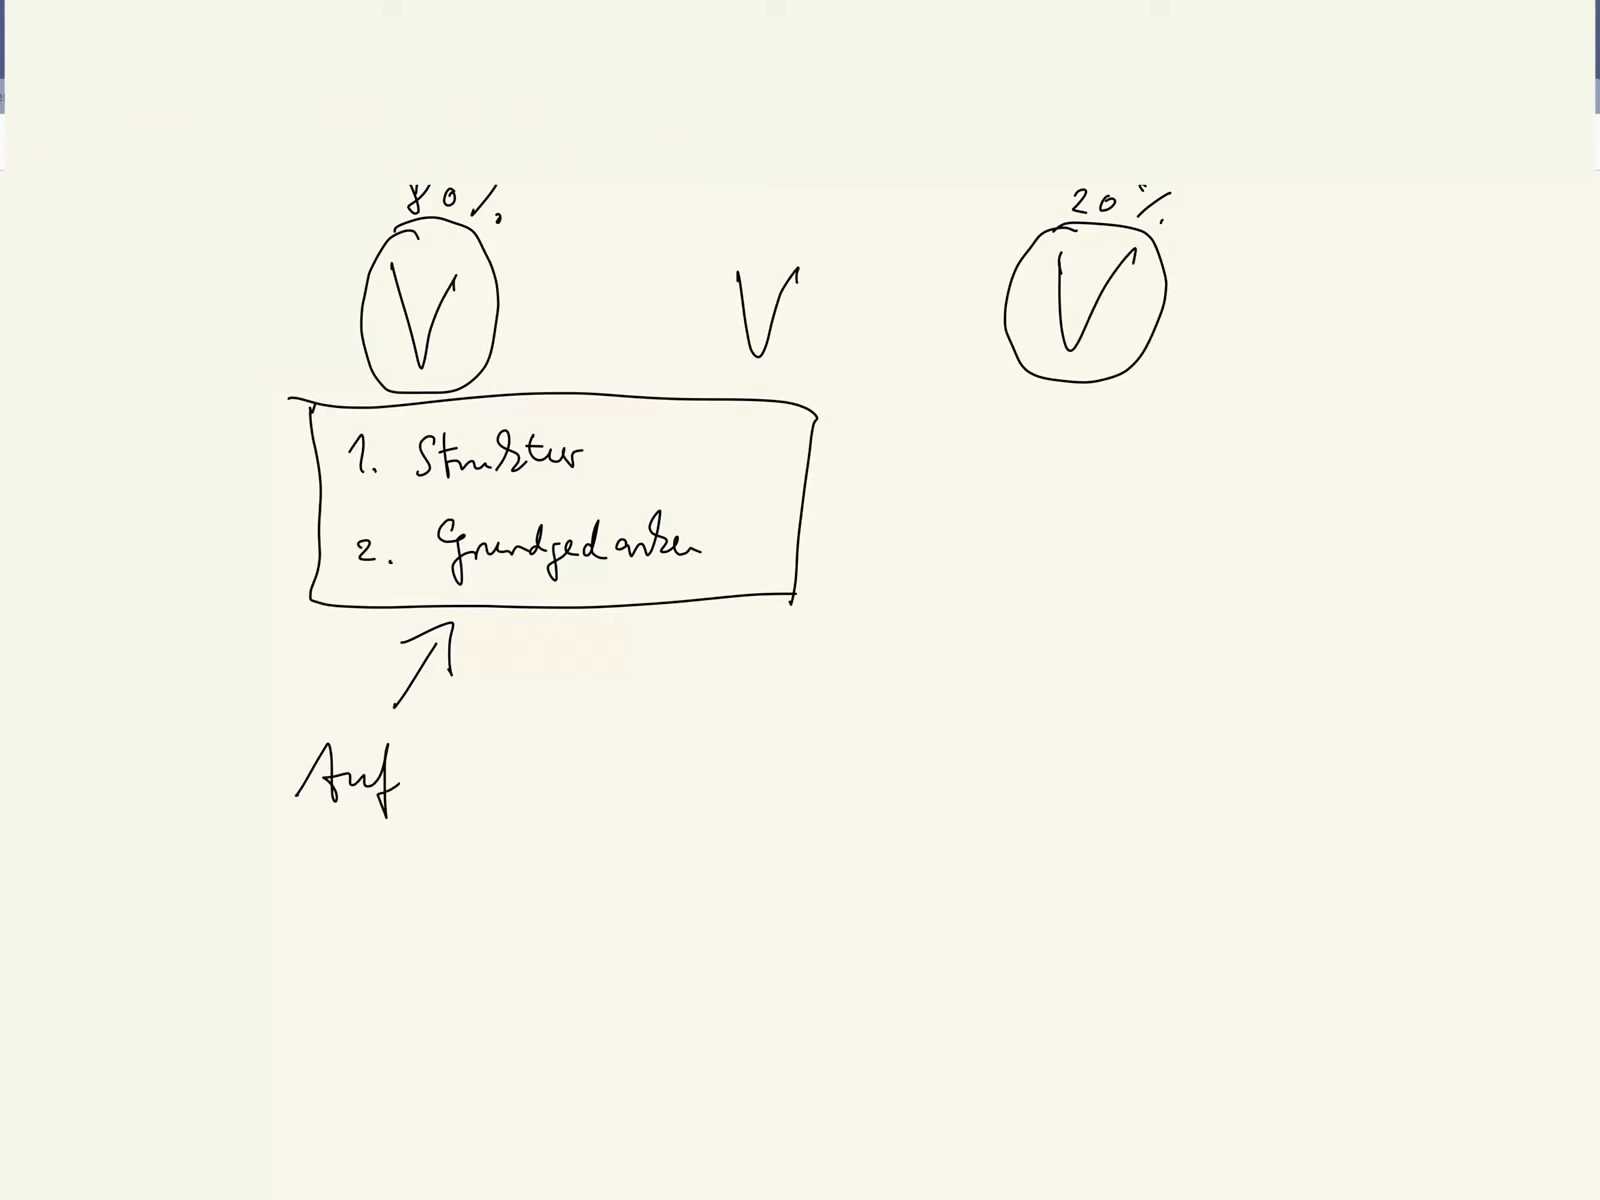 80% 20%
V V V
1. Struktur
2. Grundgedanken
Auf